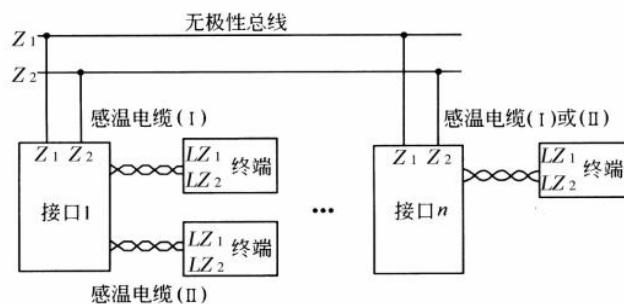 无极性总线
Z1
Z2
感温电缆(Ⅰ)
感温电缆(Ⅰ)或(Ⅱ)
Z1 Z2
接口1
LZ1
LZ2
终端
LZ1
LZ2
终端
感温电缆(Ⅱ)
…
Z1 Z2
接口n
LZ1
LZ2
终端